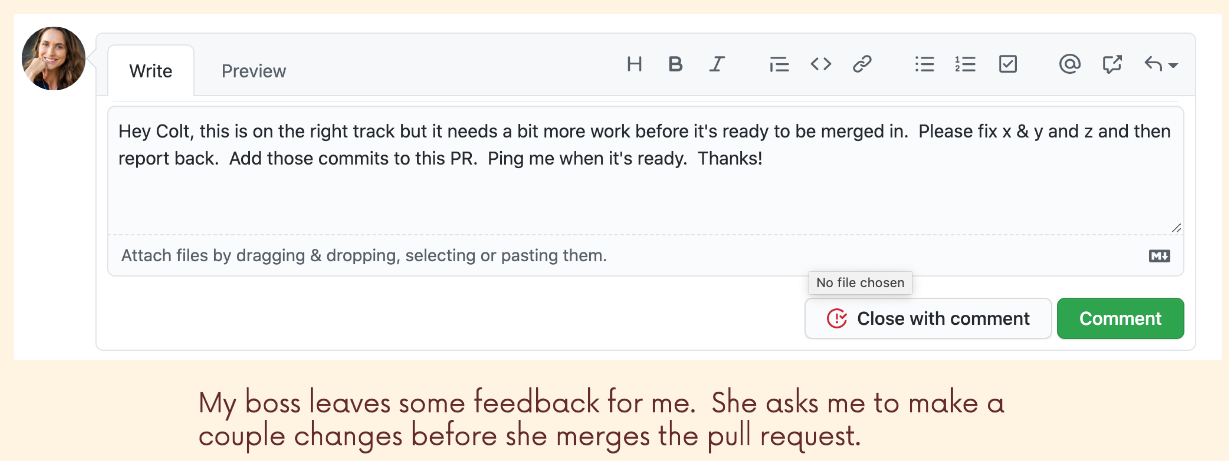 Write Preview H B I
Hey Colt, this is on the right track but it needs a bit more work before it's ready to be merged in.  Please fix x & y and z and then
report back.  Add those commits to this PR.  Ping me when it's ready.  Thanks!
Attach files by dragging & dropping, selecting or pasting them.
No file chosen
Close with comment Comment
My boss leaves some feedback for me.  She asks me to make a
couple changes before she merges the pull request.